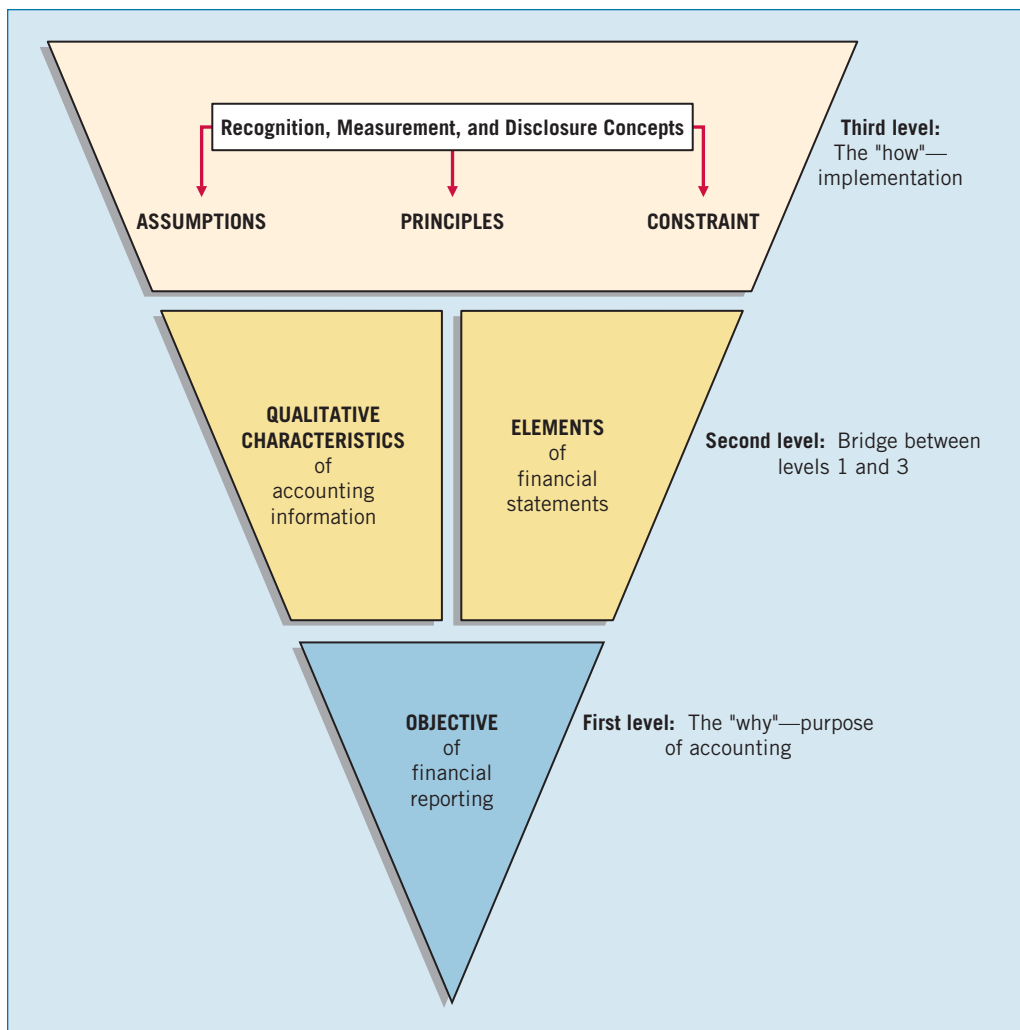 Recognition, Measurement, and Disclosure Concepts
ASSUMPTIONS
PRINCIPLES
CONSTRAINT
Third level:
The "how"—
implementation
QUALITATIVE
CHARACTERISTICS
of
accounting
information
ELEMENTS
of
financial
statements
Second level: Bridge between
levels 1 and 3
OBJECTIVE
of
financial
reporting
First level: The "why"—purpose
of accounting